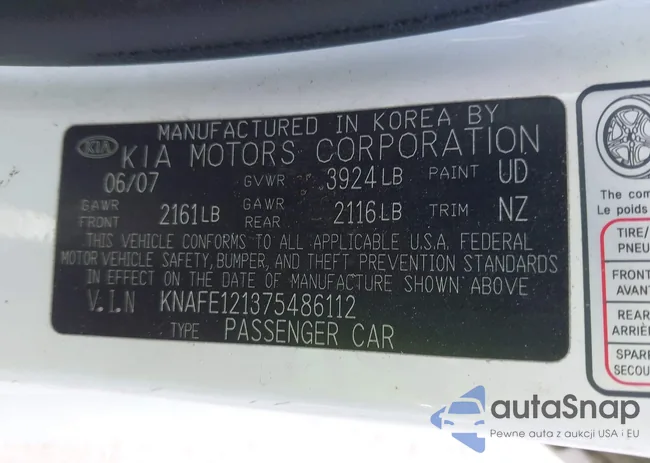 MANUFACTURED IN KOREA BY
KIA
KIA MOTORS CORPORATION
06/07 GVWR 3924LB PAINT UD
GAWR FRONT 2161LB GAWR REAR 2116LB TRIM NZ
THIS VEHICLE CONFORMS TO ALL APPLICABLE U.S.A. FEDERAL
MOTOR VEHICLE SAFETY, BUMPER, AND THEFT PREVENTION STANDARDS
IN EFFECT ON THE DATE OF MANUFACTURE SHOWN ABOVE
V.I.N KNAFE121375486112
TYPE PASSENGER CAR
The com
Le poids
TIRE/
PNEU
FRONT
AVANT
REAR
ARRIÈR
SPARE
SECOU
autaSnap
Pewne auta z aukcji USA i EU